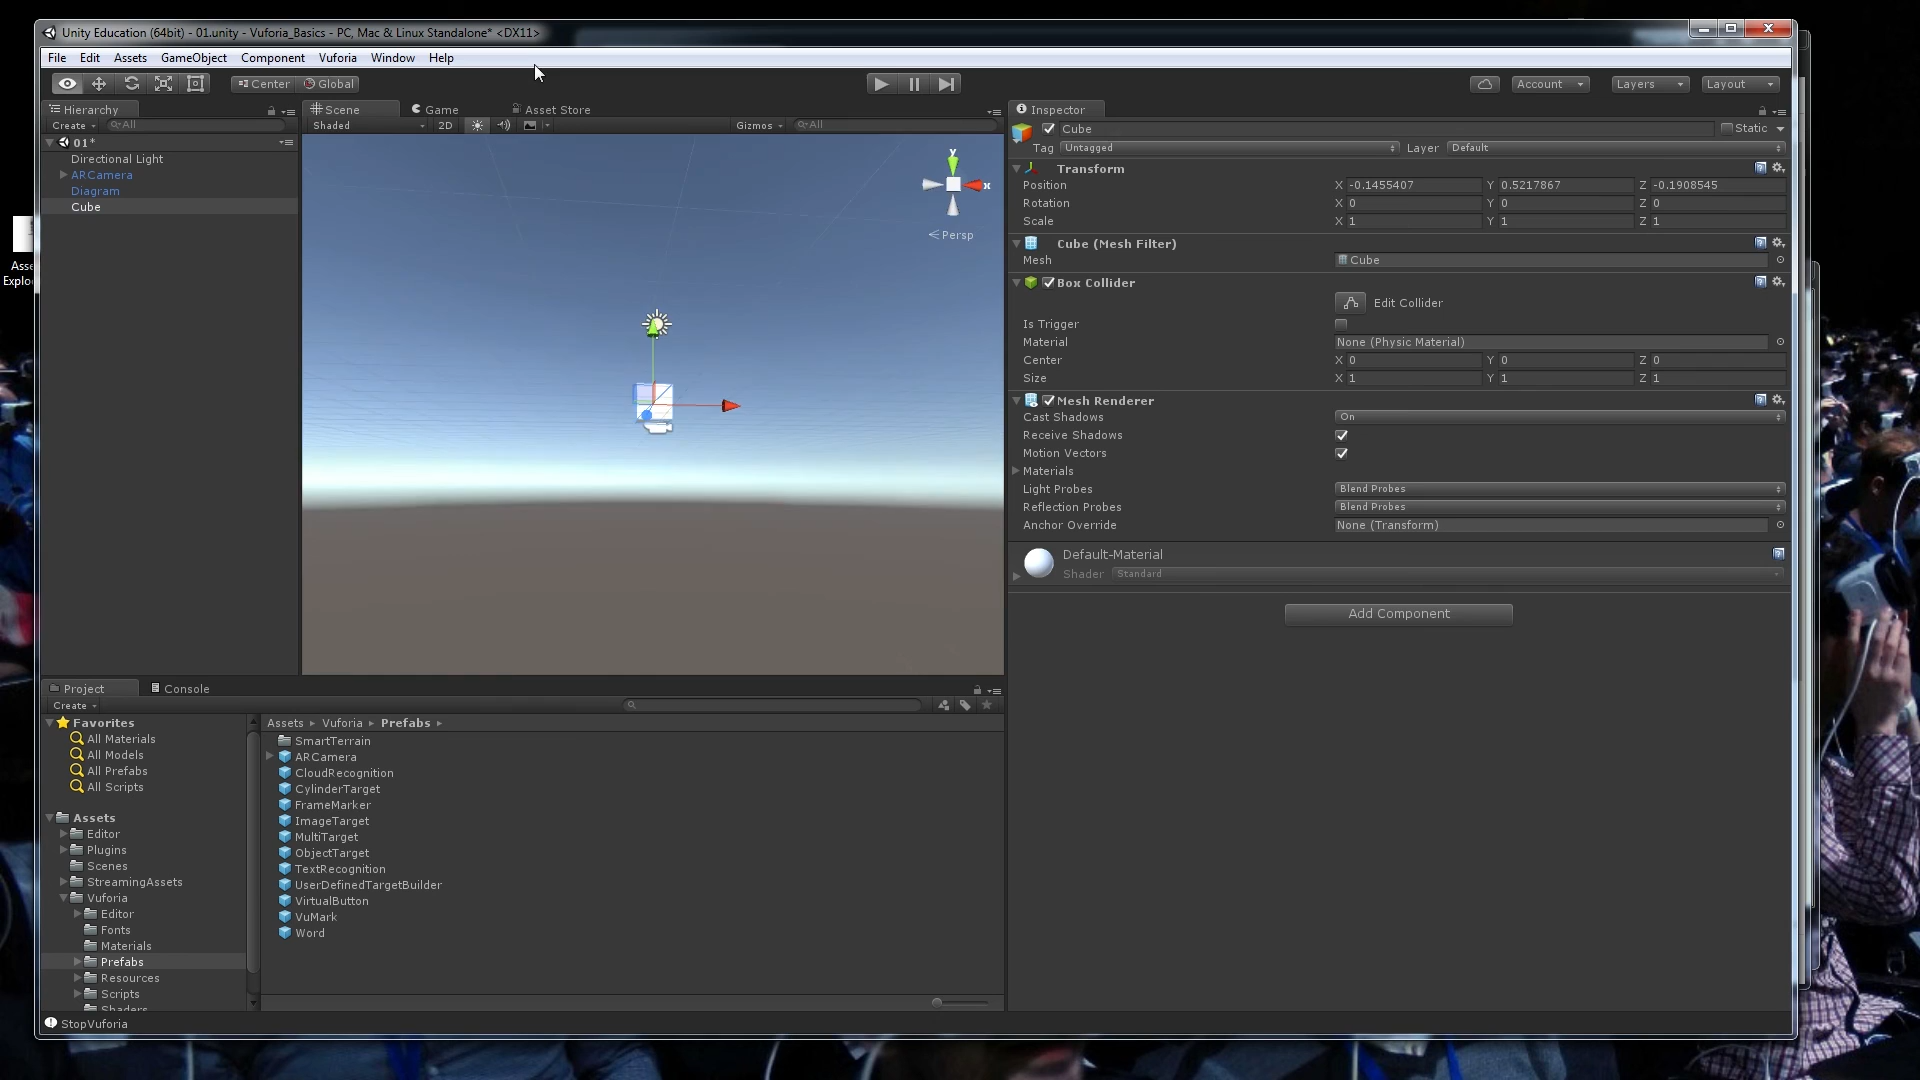 Unity Education (64bit) - 01.unity - Vuforia_Basics - PC, Mac & Linux Standalone* <DX11>
File Edit Assets GameObject Component Vuforia Window Help
Center Global
Account Layers Layout
Hierarchy
Create All
01*
Directional Light
ARCamera
Diagram
Cube
Scene Game Asset Store
Shaded 2D Gizmos All
y
x
Persp
Inspector
Cube Static
Tag Untagged Layer Default
Transform
Position X -0.1455407 Y 0.5217867 Z -0.1908545
Rotation X 0 Y 0 Z 0
Scale X 1 Y 1 Z 1
Cube (Mesh Filter)
Mesh Cube
Box Collider
Edit Collider
Is Trigger
Material None (Physic Material)
Center X 0 Y 0 Z 0
Size X 1 Y 1 Z 1
Mesh Renderer
Cast Shadows On
Receive Shadows
Motion Vectors
Materials
Light Probes Blend Probes
Reflection Probes Blend Probes
Anchor Override None (Transform)
Default-Material
Shader Standard
Add Component
Project Console
Create
Favorites
All Materials
All Models
All Prefabs
All Scripts
Assets
Editor
Plugins
Scenes
StreamingAssets
Vuforia
Editor
Fonts
Materials
Prefabs
Resources
Scripts
Shaders
Assets Vuforia Prefabs
SmartTerrain
ARCamera
CloudRecognition
CylinderTarget
FrameMarker
ImageTarget
MultiTarget
ObjectTarget
TextRecognition
UserDefinedTargetBuilder
VirtualButton
VuMark
Word
StopVuforia
Asse
Explo